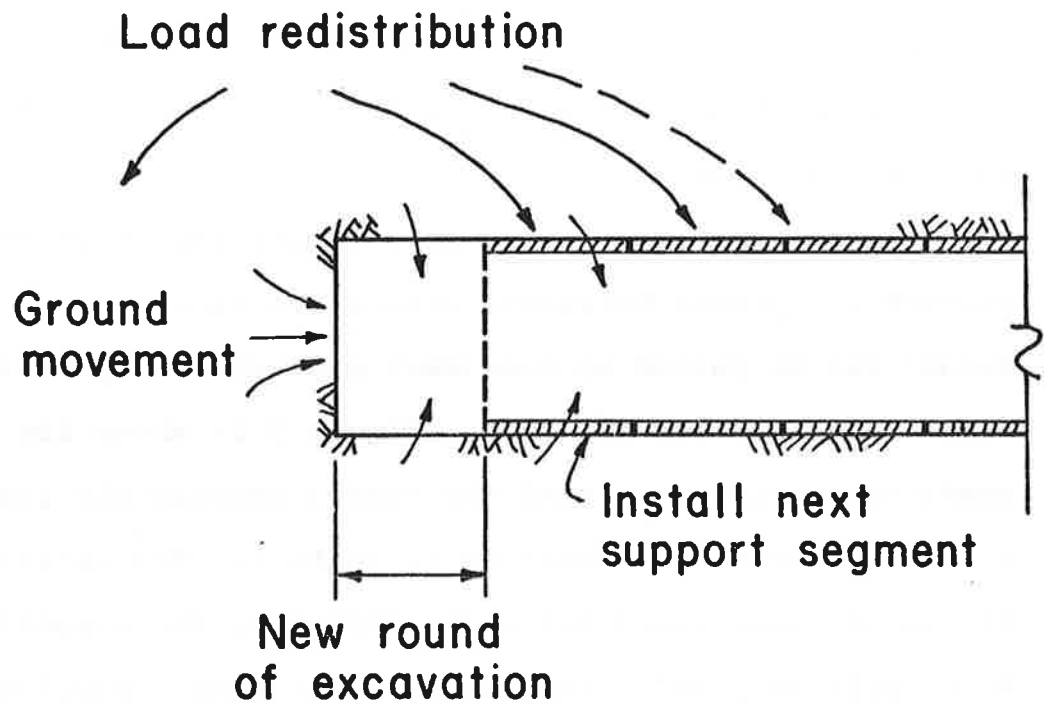 Load redistribution
Ground
movement
Install next
support segment
New round
of excavation